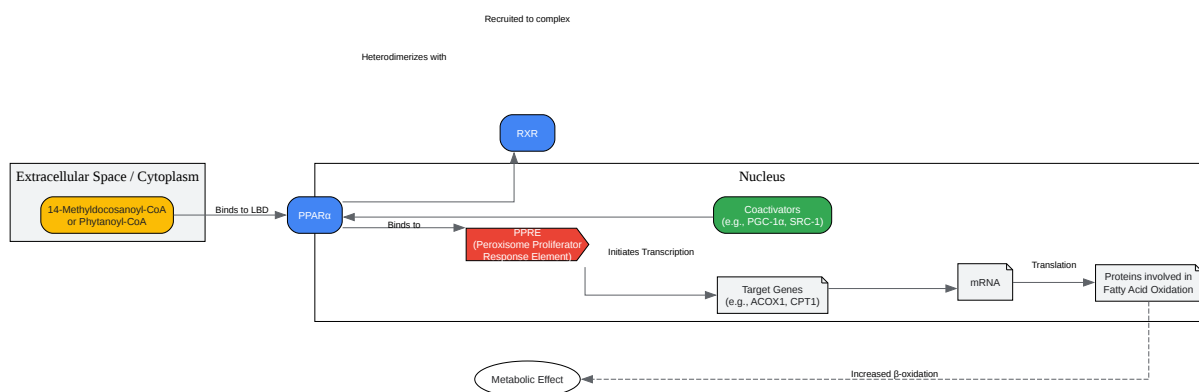 Recruited to complex
Heterodimerizes with
RXR
Extracellular Space / Cytoplasm
Nucleus
14-Methyldocosanoyl-CoA
or Phytanoyl-CoA
Binds to LBD
PPARα
Coactivators
(e.g., PGC-1α, SRC-1)
Binds to
PPRE
(Peroxisome Proliferator
Response Element)
Initiates Transcription
Target Genes
(e.g., ACOX1, CPT1)
mRNA
Translation
Proteins involved in
Fatty Acid Oxidation
Increased β-oxidation
Metabolic Effect